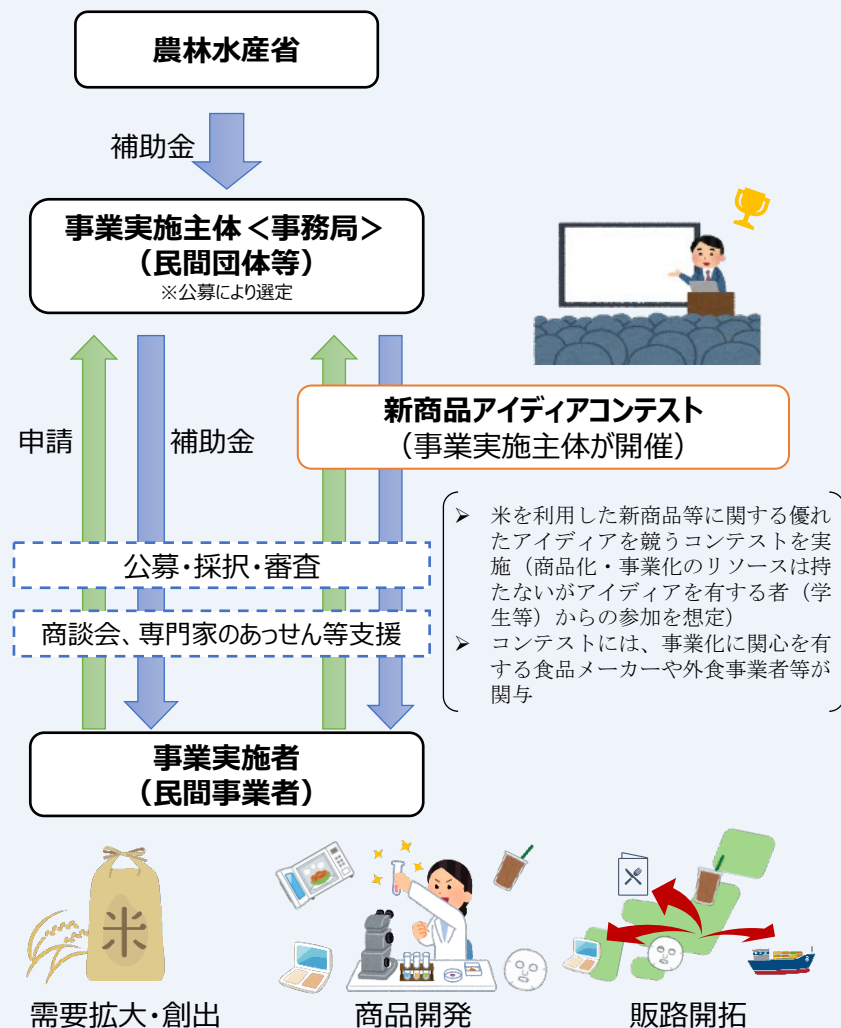 農林水産省
補助金
事業実施主体＜事務局＞
（民間団体等）
※公募により選定
新商品アイディアコンテスト
（事業実施主体が開催）
申請
補助金
➢ 米を利用した新商品等に関する優れ
たアイディアを競うコンテストを実
施（商品化・事業化のリソースは持
たないがアイディアを有する者（学
生等）からの参加を想定）
➢ コンテストには、事業化に関心を有
する食品メーカーや外食事業者等が
関与
公募・採択・審査
商談会、専門家のあっせん等支援
事業実施者
（民間事業者）
米
需要拡大・創出
商品開発
販路開拓